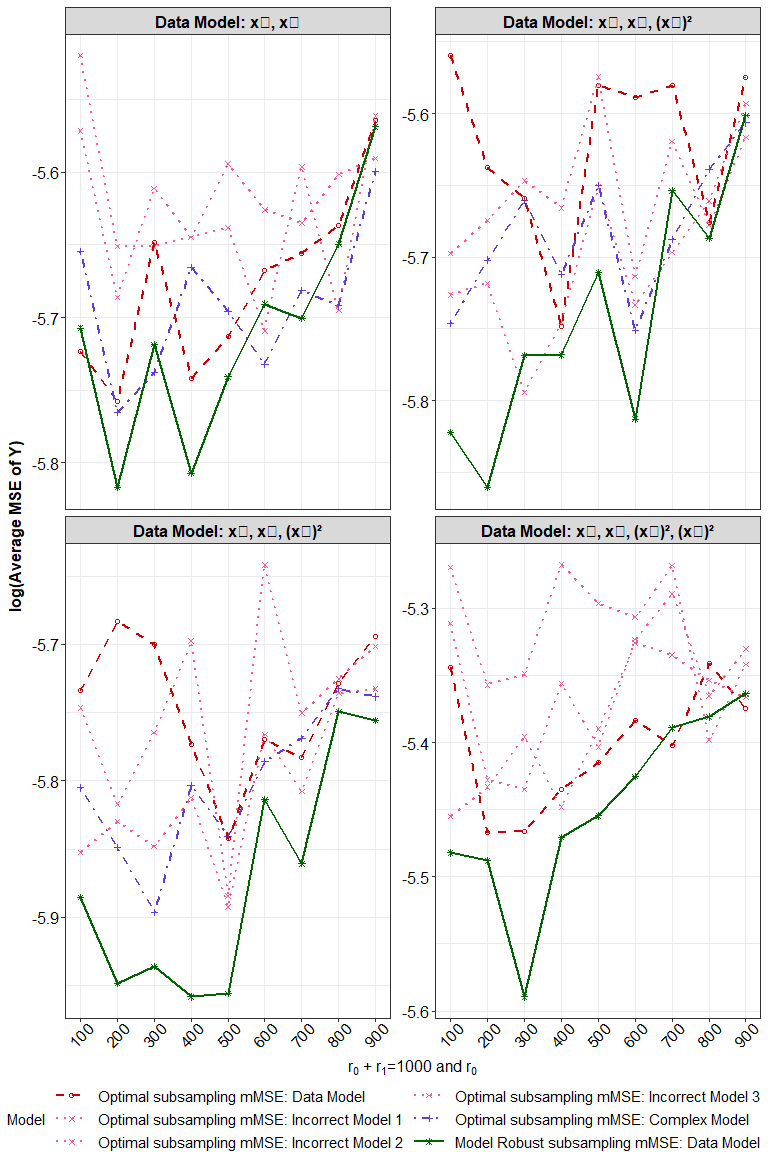 Data Model: x▯, x▯
Data Model: x▯, x▯, (x▯)²
-5.6
-5.7
-5.8
-5.6
-5.7
-5.8
log(Average MSE of Y)
Data Model: x▯, x▯, (x▯)²
Data Model: x▯, x▯, (x▯)², (x▯)²
-5.7
-5.8
-5.9
-5.3
-5.4
-5.5
-5.6
100 200 300 400 500 600 700 800 900
100 200 300 400 500 600 700 800 900
r₀ + r₁=1000 and r₀
Model
Optimal subsampling mMSE: Data Model
Optimal subsampling mMSE: Incorrect Model 1
Optimal subsampling mMSE: Incorrect Model 2
Optimal subsampling mMSE: Incorrect Model 3
Optimal subsampling mMSE: Complex Model
Model Robust subsampling mMSE: Data Model